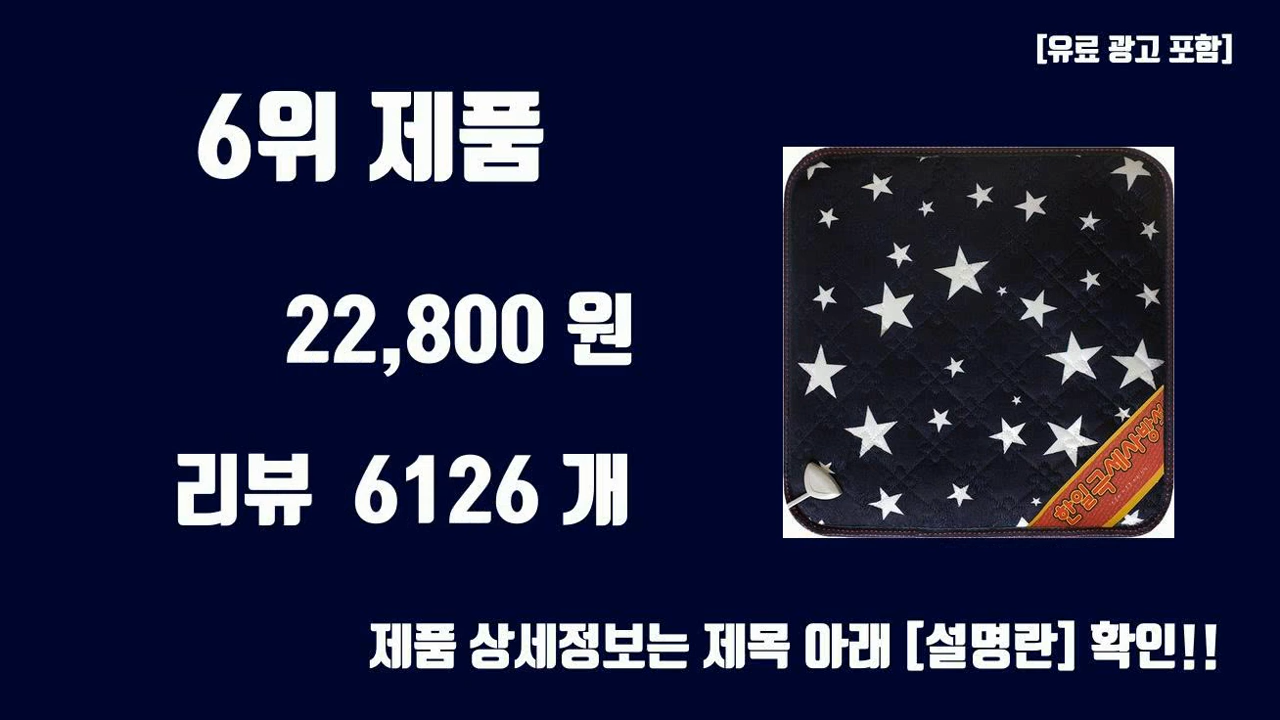 [유료 광고 포함]
6위 제품
22,800 원
리뷰 6126 개
제품 상세정보는 제목 아래 [설명란] 확인!!